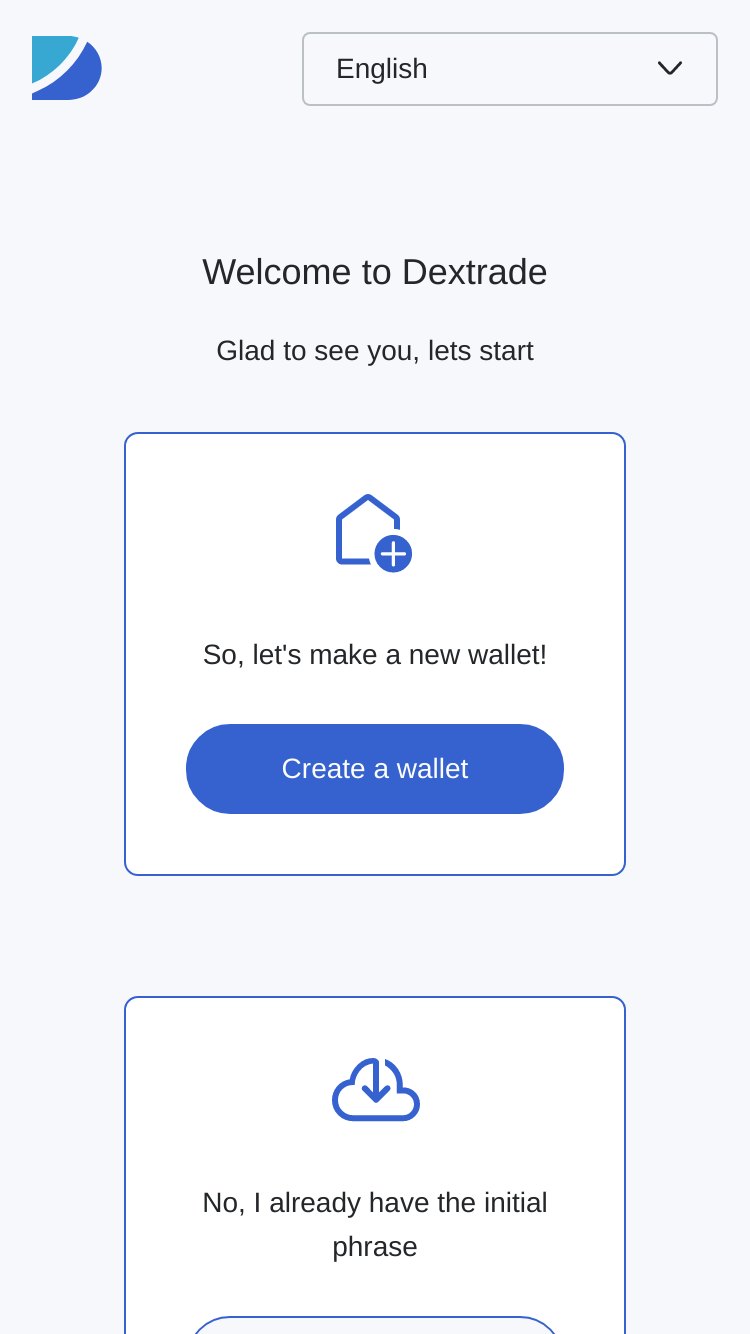 English
Welcome to Dextrade
Glad to see you, lets start
So, let's make a new wallet!
Create a wallet
No, I already have the initial
phrase